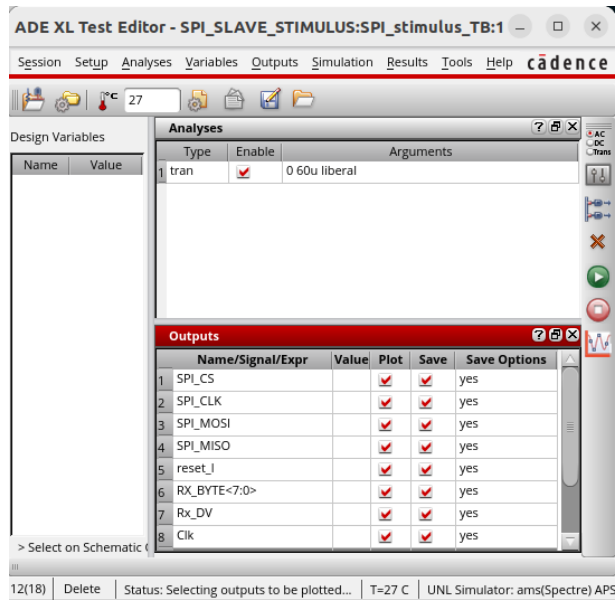 ADE XL Test Editor - SPI_SLAVE_STIMULUS:SPI_stimulus_TB:1
Session Setup Analyses Variables Outputs Simulation Results Tools Help cādence
°C 27
Design Variables
Name Value
Analyses
Type Enable Arguments
1 tran 0 60u liberal
AC
DC
Trans
Outputs
Name/Signal/Expr Value Plot Save Save Options
1 SPI_CS yes
2 SPI_CLK yes
3 SPI_MOSI yes
4 SPI_MISO yes
5 reset_l yes
6 RX_BYTE<7:0> yes
7 Rx_DV yes
8 Clk yes
> Select on Schematic
12(18) Delete Status: Selecting outputs to be plotted... T=27 C UNL Simulator: ams(Spectre) APS